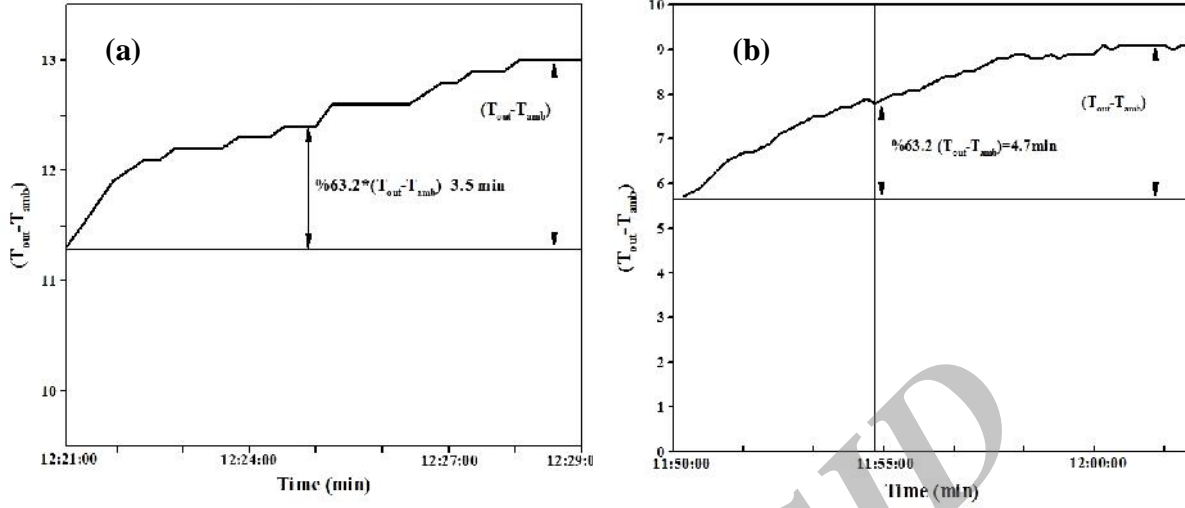 (a)
13
12
11
10
(T_out-T_amb)
(T_out-T_amb)
%63.2*(T_out-T_amb) 3.5 min
12:21:00 12:24:00 12:27:00 12:29:0
Time (min)
(b)
10
9
8
7
6
5
4
3
2
1
0
(T_out-T_amb)
(T_out-T_amb)
%63.2 (T_out-T_amb)=4.7min
11:50:00 11:55:00 12:00:00
Time (min)